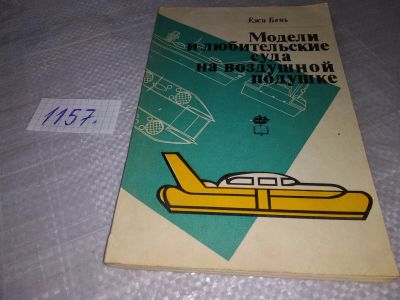 Ежи Бень
Модели
и любительские
суда
на воздушной
подушке
1157.